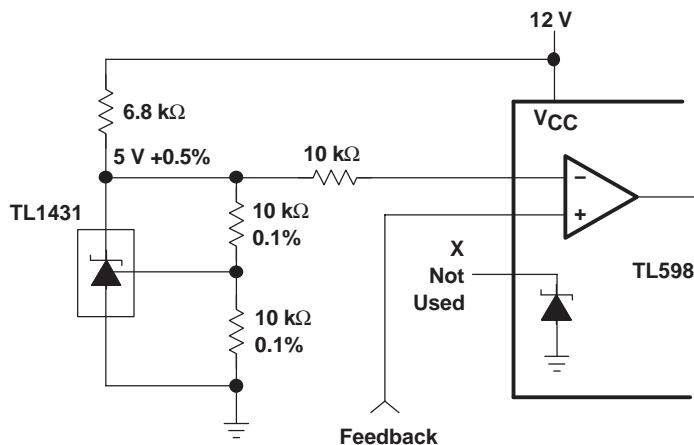 12 V
6.8 kΩ
VCC
5 V +0.5%
10 kΩ
−
TL1431
10 kΩ
0.1%
+
X
Not
Used
TL598
10 kΩ
0.1%
Feedback